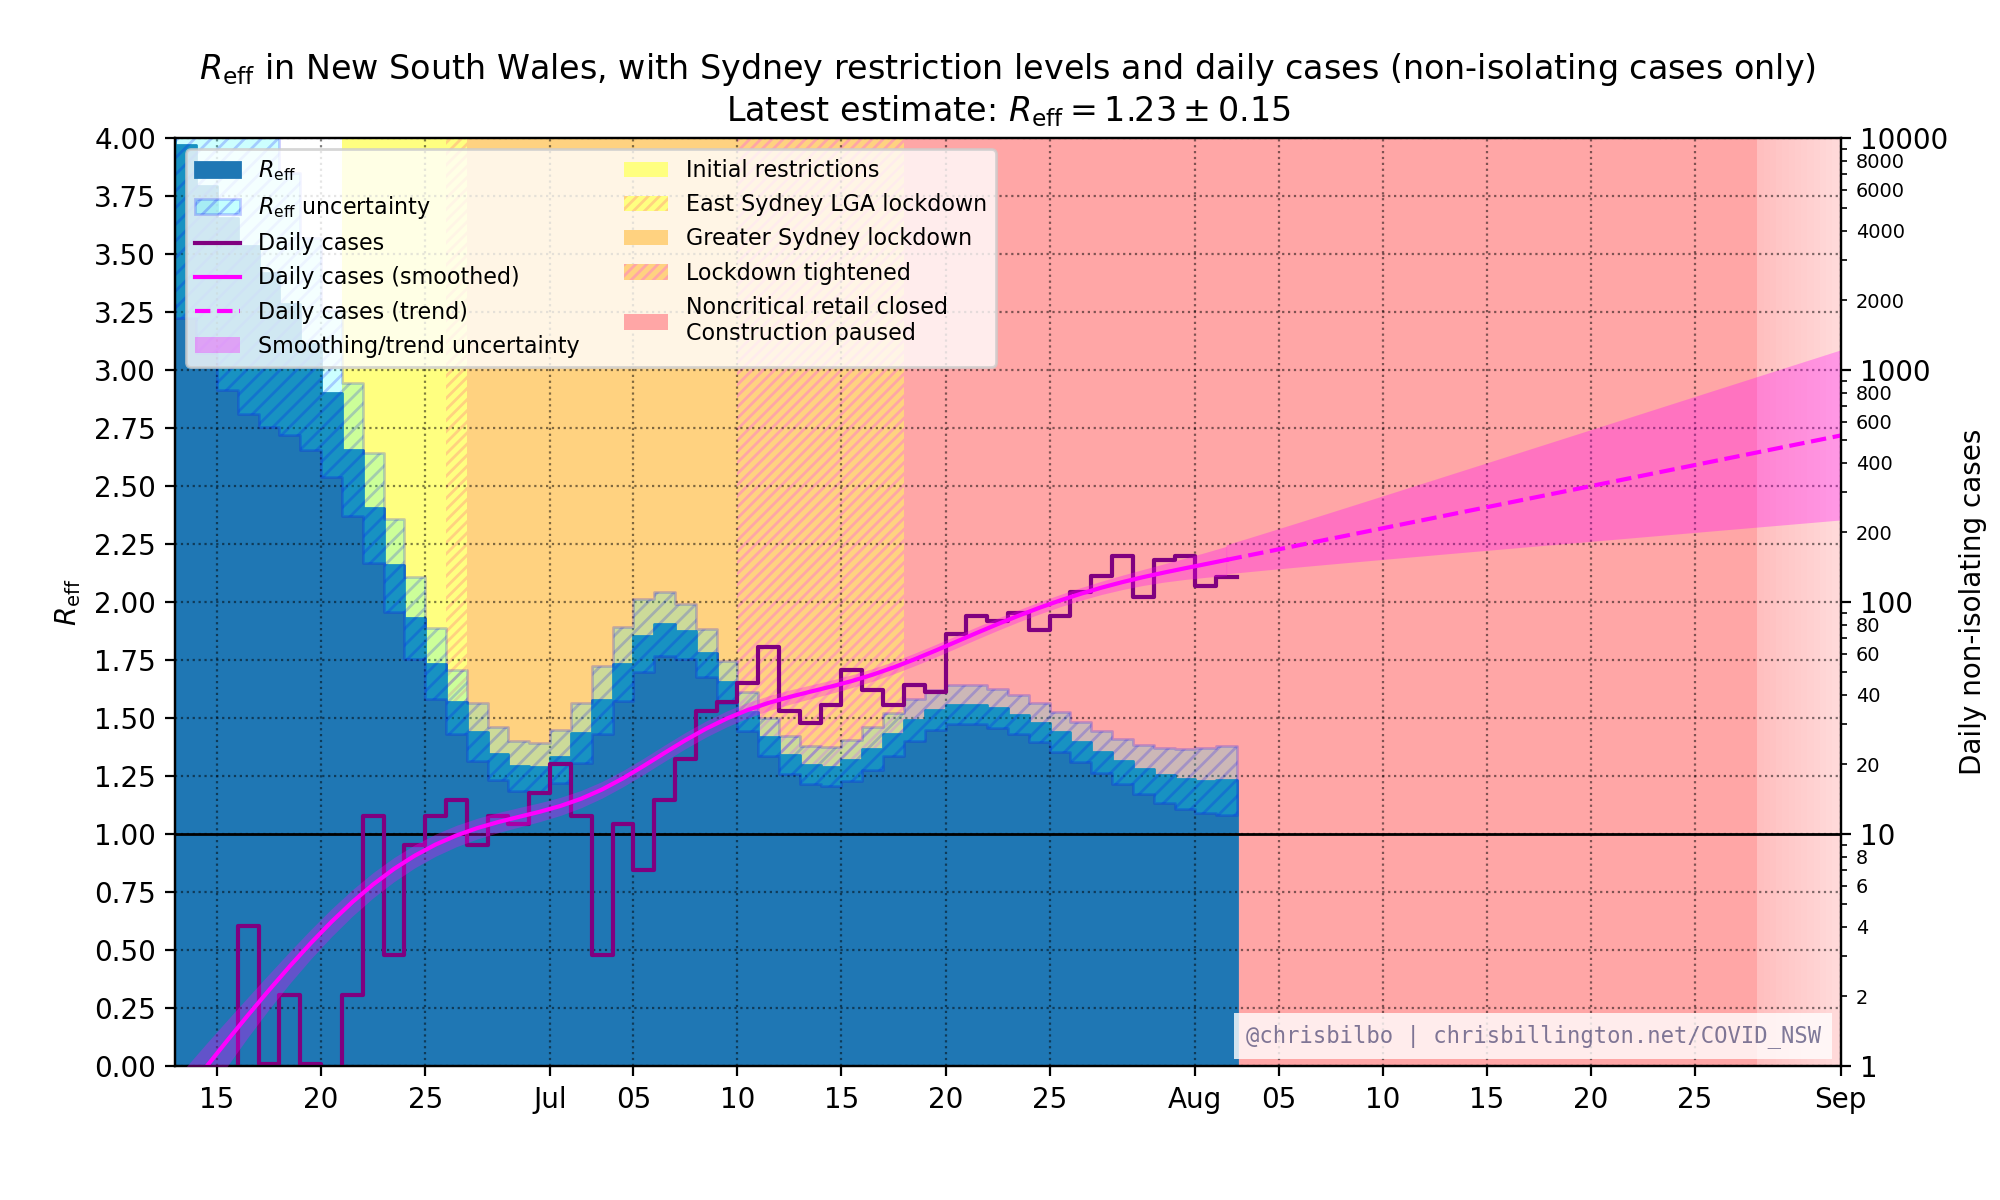 Reff in New South Wales, with Sydney restriction levels and daily cases (non-isolating cases only)
Latest estimate: Reff = 1.23 ± 0.15
Reff
Reff uncertainty
Daily cases
Daily cases (smoothed)
Daily cases (trend)
Smoothing/trend uncertainty
Initial restrictions
East Sydney LGA lockdown
Greater Sydney lockdown
Lockdown tightened
Noncritical retail closed
Construction paused
4.00
3.75
3.50
3.25
3.00
2.75
2.50
2.25
2.00
1.75
1.50
1.25
1.00
0.75
0.50
0.25
0.00
Reff
10000
8000
6000
4000
2000
1000
800
600
400
200
100
80
60
40
20
10
8
6
4
2
1
Daily non-isolating cases
@chrisbilbo | chrisbillington.net/COVID_NSW
15 20 25 Jul 05 10 15 20 25 Aug 05 10 15 20 25 Sep